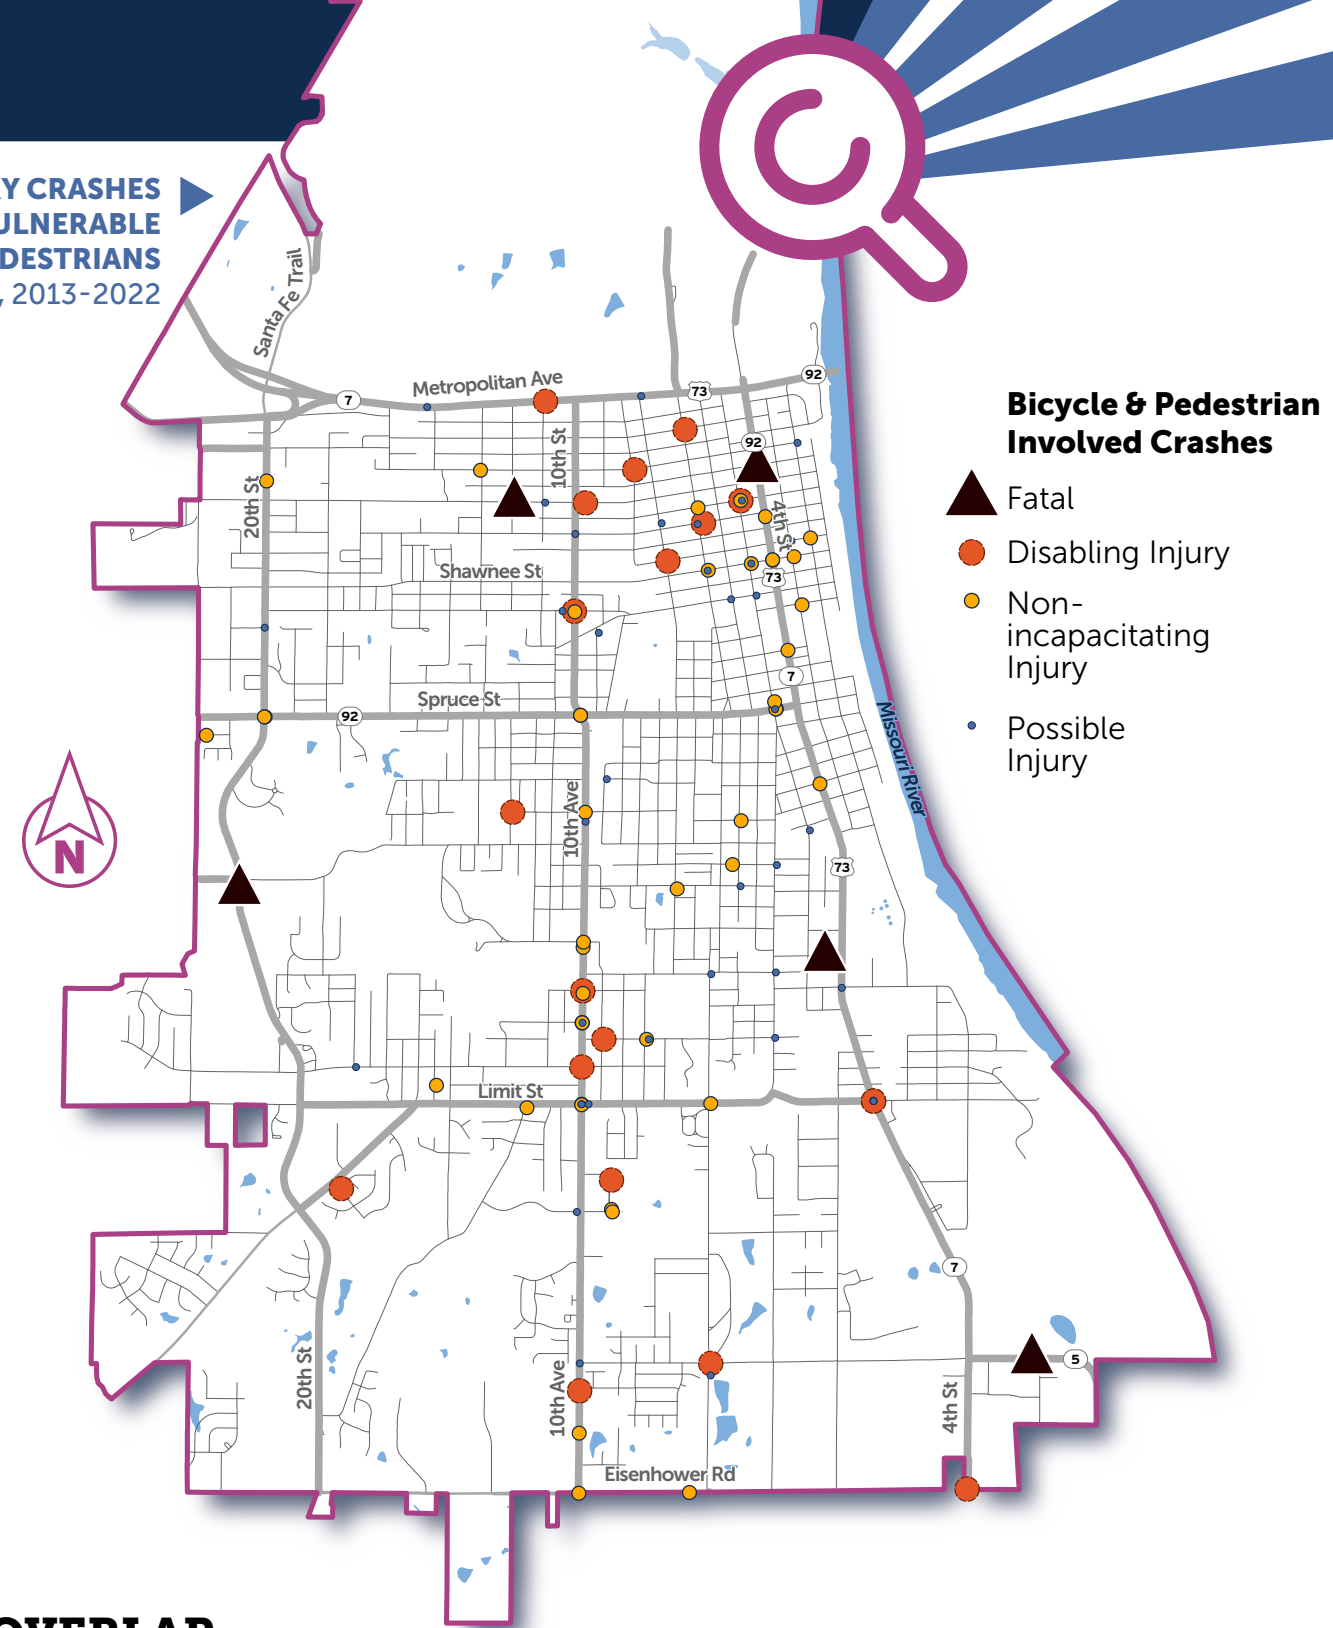 Y CRASHES
ULNERABLE
DESTRIANS
, 2013-2022
Santa Fe Trail
Metropolitan Ave
7
73
92
92
10th St
20th St
4th St
Shawnee St
73
7
Spruce St
92
Missouri River
10th Ave
73
N
Limit St
7
5
20th St
10th Ave
4th St
Eisenhower Rd
Bicycle & Pedestrian
Involved Crashes
Fatal
Disabling Injury
Non-
incapacitating
Injury
Possible
Injury
OVERLAP